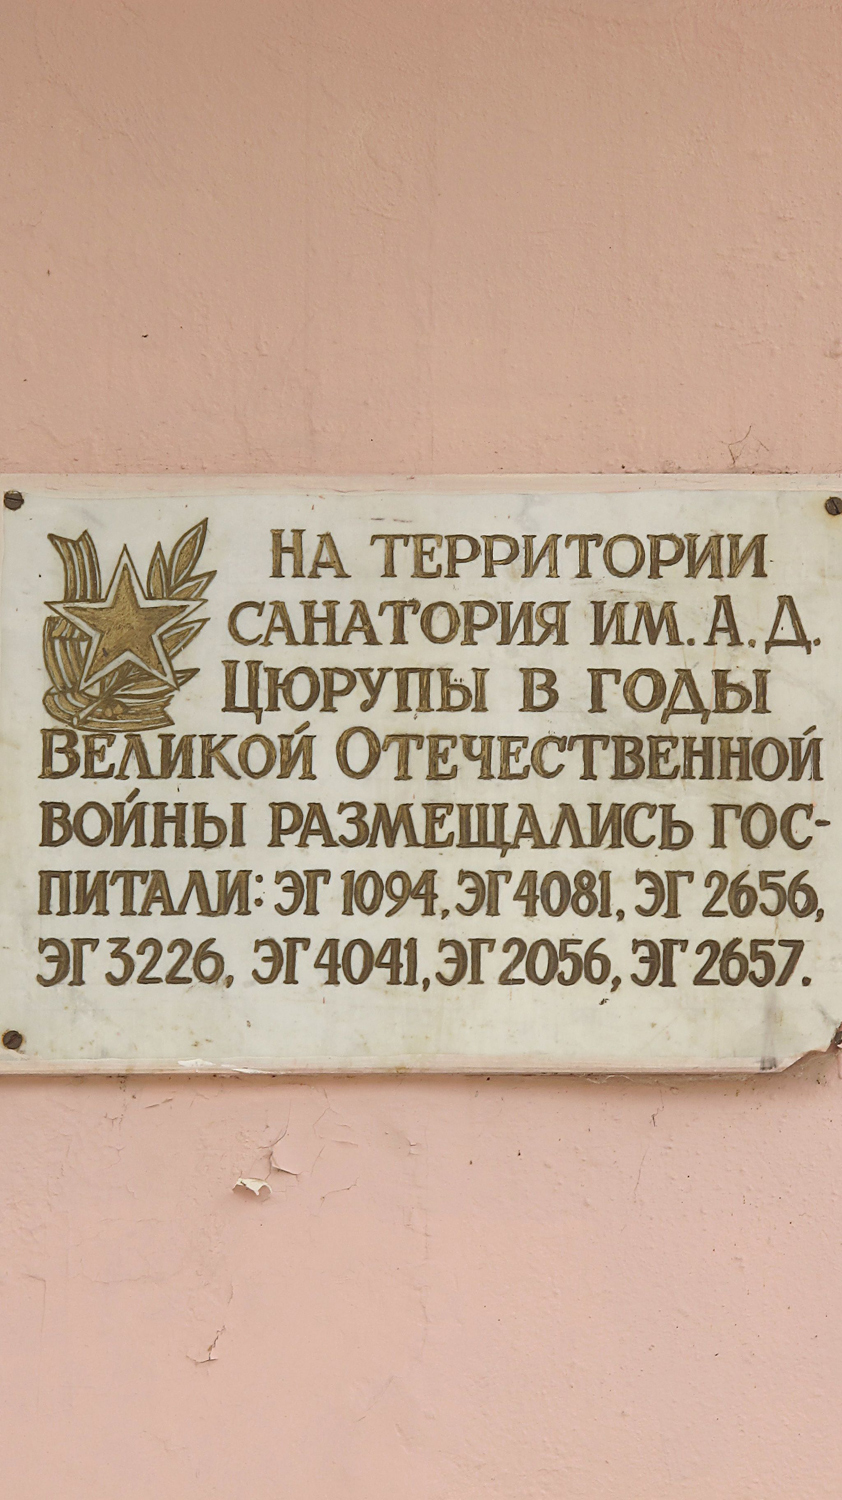 На территории
санатория им. А. Д.
Цюрупы в годы
Великой Отечественной
войны размещались гос-
питали: ЭГ 1094, ЭГ 4081, ЭГ 2656,
ЭГ 3226, ЭГ 4041, ЭГ 2056, ЭГ 2657.